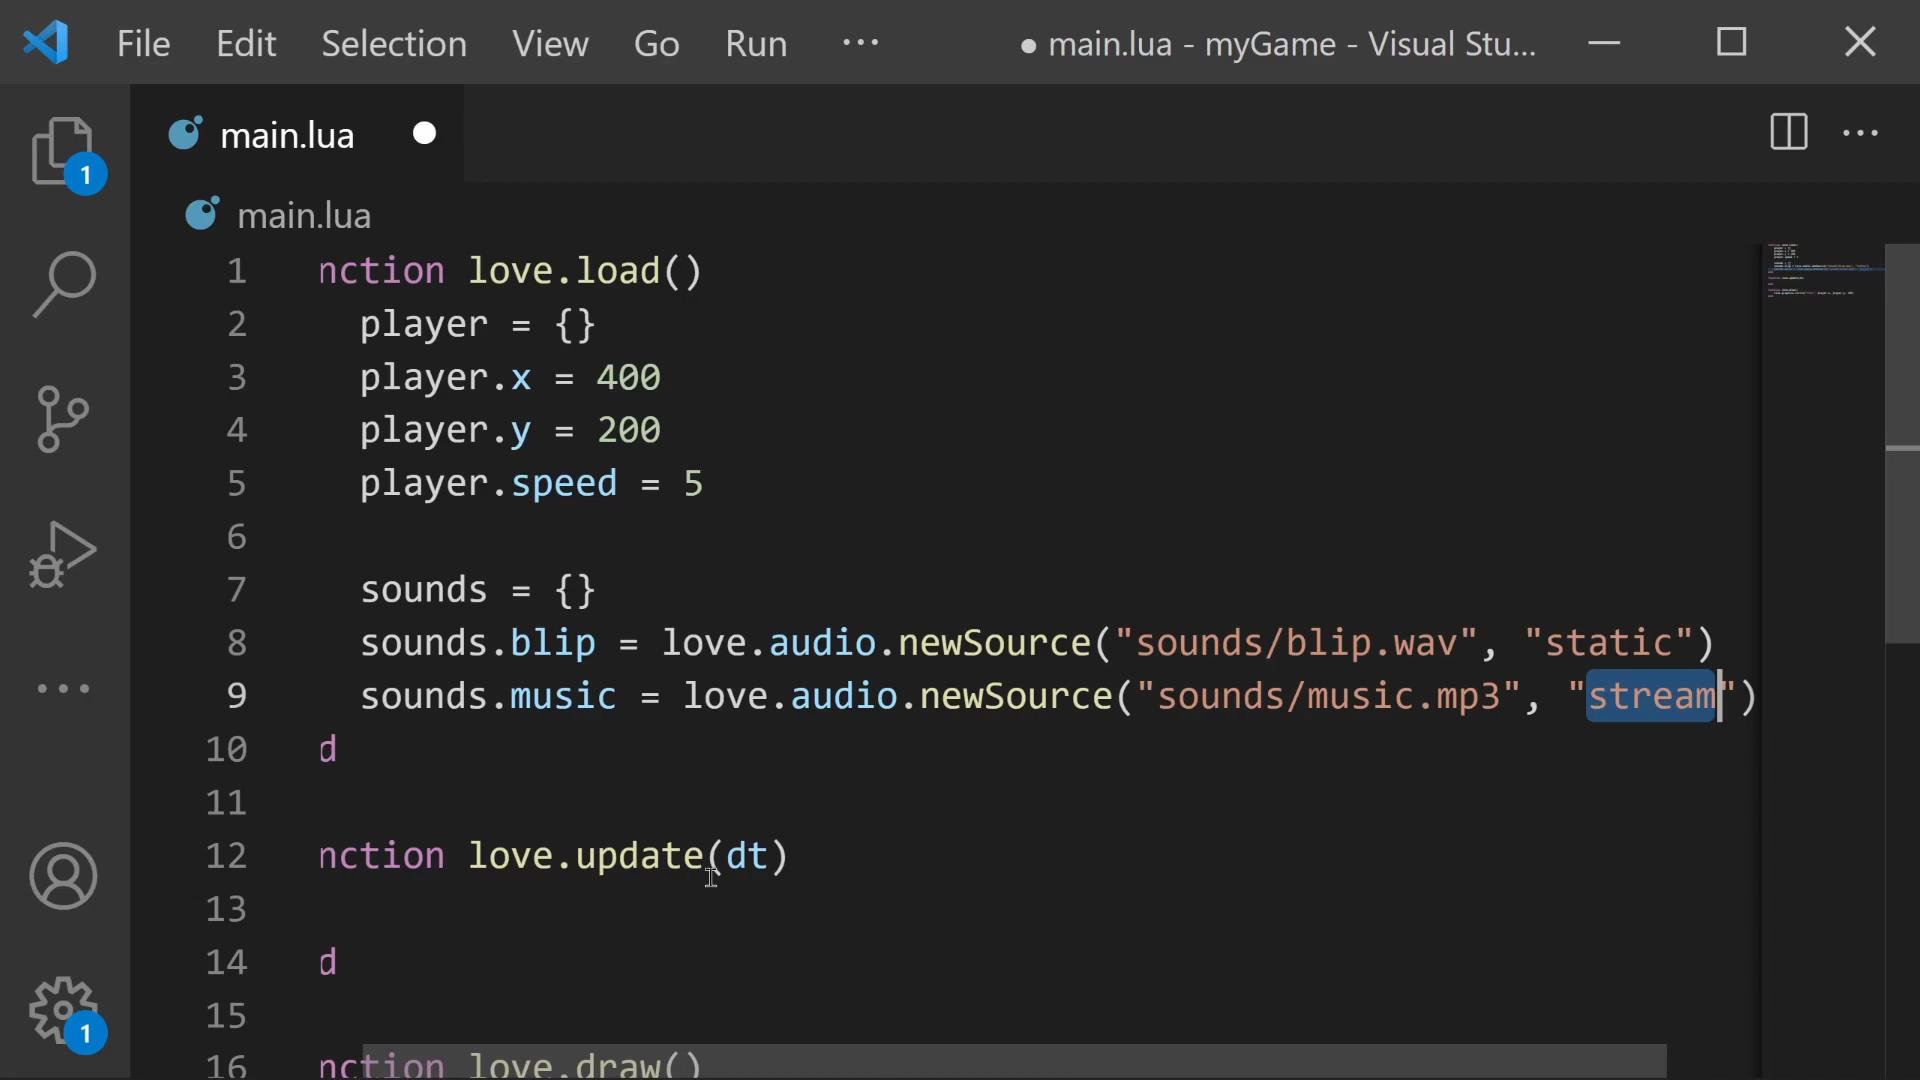 File Edit Selection View Go Run ··· ● main.lua - myGame - Visual Stu...
main.lua ●
1
main.lua
1 nction love.load()
2 player = {}
3 player.x = 400
4 player.y = 200
5 player.speed = 5
6
7 sounds = {}
8 sounds.blip = love.audio.newSource("sounds/blip.wav", "static")
9 sounds.music = love.audio.newSource("sounds/music.mp3", "stream")
10 d
11
12 nction love.update(dt)
13
14 d
15
1
16 nction love.draw()